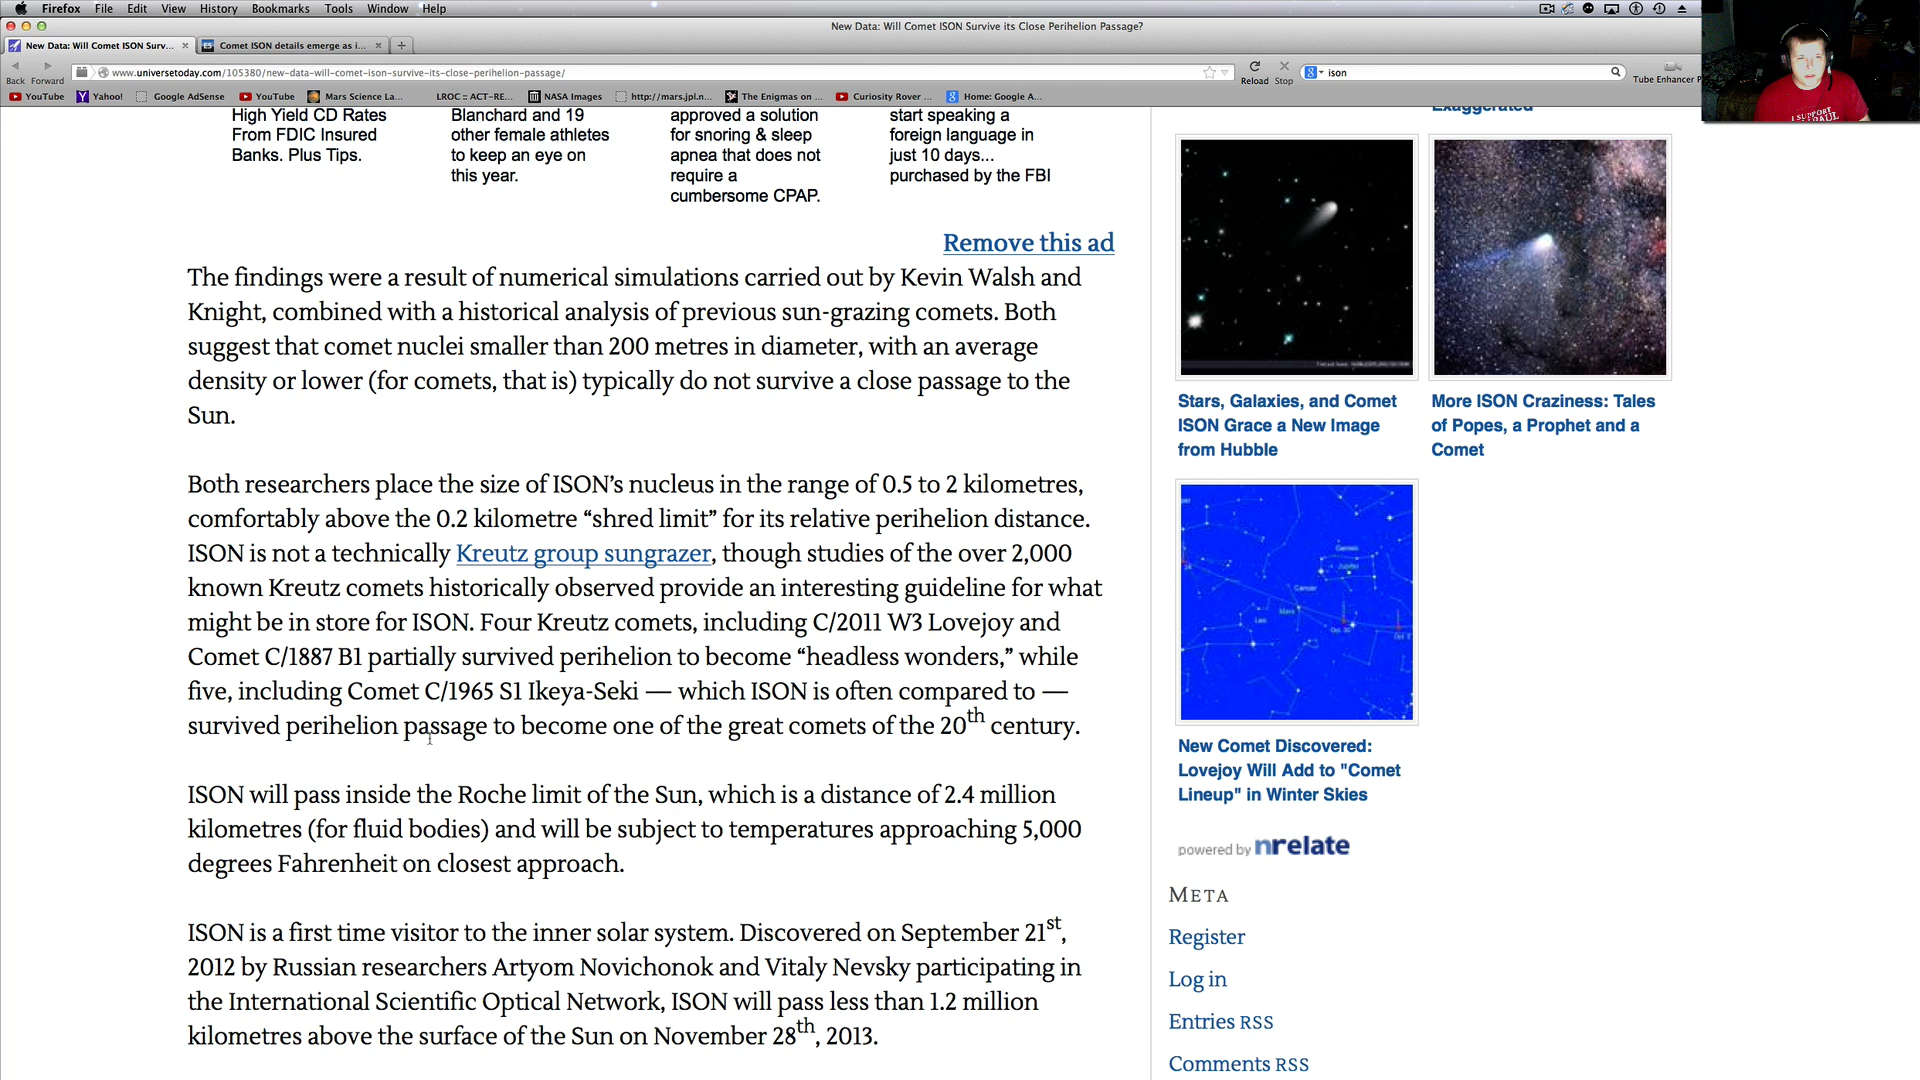 Firefox File Edit View History Bookmarks Tools Window Help
New Data: Will Comet ISON Survive its Close Perihelion Passage?
New Data: Will Comet ISON Surv...
Comet ISON details emerge as i...
Back Forward
www.universetoday.com/105380/new-data-will-comet-ison-survive-its-close-perihelion-passage/
Reload Stop
ison
Tube Enhancer P
YouTube Yahoo! Google AdSense YouTube Mars Science La... LROC :: ACT-RE... NASA Images http://mars.jpl.n... The Enigmas on ... Curiosity Rover ... Home: Google A...
High Yield CD Rates
From FDIC Insured
Banks. Plus Tips.
Blanchard and 19
other female athletes
to keep an eye on
this year.
approved a solution
for snoring & sleep
apnea that does not
require a
cumbersome CPAP.
start speaking a
foreign language in
just 10 days...
purchased by the FBI
Remove this ad
The findings were a result of numerical simulations carried out by Kevin Walsh and
Knight, combined with a historical analysis of previous sun-grazing comets. Both
suggest that comet nuclei smaller than 200 metres in diameter, with an average
density or lower (for comets, that is) typically do not survive a close passage to the
Sun.
Both researchers place the size of ISON’s nucleus in the range of 0.5 to 2 kilometres,
comfortably above the 0.2 kilometre “shred limit” for its relative perihelion distance.
ISON is not a technically Kreutz group sungrazer, though studies of the over 2,000
known Kreutz comets historically observed provide an interesting guideline for what
might be in store for ISON. Four Kreutz comets, including C/2011 W3 Lovejoy and
Comet C/1887 B1 partially survived perihelion to become “headless wonders,” while
five, including Comet C/1965 S1 Ikeya-Seki — which ISON is often compared to —
survived perihelion passage to become one of the great comets of the 20th century.
ISON will pass inside the Roche limit of the Sun, which is a distance of 2.4 million
kilometres (for fluid bodies) and will be subject to temperatures approaching 5,000
degrees Fahrenheit on closest approach.
ISON is a first time visitor to the inner solar system. Discovered on September 21st,
2012 by Russian researchers Artyom Novichonok and Vitaly Nevsky participating in
the International Scientific Optical Network, ISON will pass less than 1.2 million
kilometres above the surface of the Sun on November 28th, 2013.
Exaggerated
Stars, Galaxies, and Comet
ISON Grace a New Image
from Hubble
More ISON Craziness: Tales
of Popes, a Prophet and a
Comet
Gemini
Jupiter
Cancer
Mars
Leo
Oct 30
New Comet Discovered:
Lovejoy Will Add to "Comet
Lineup" in Winter Skies
powered by nrelate
META
Register
Log in
Entries RSS
Comments RSS
I SUPPORT